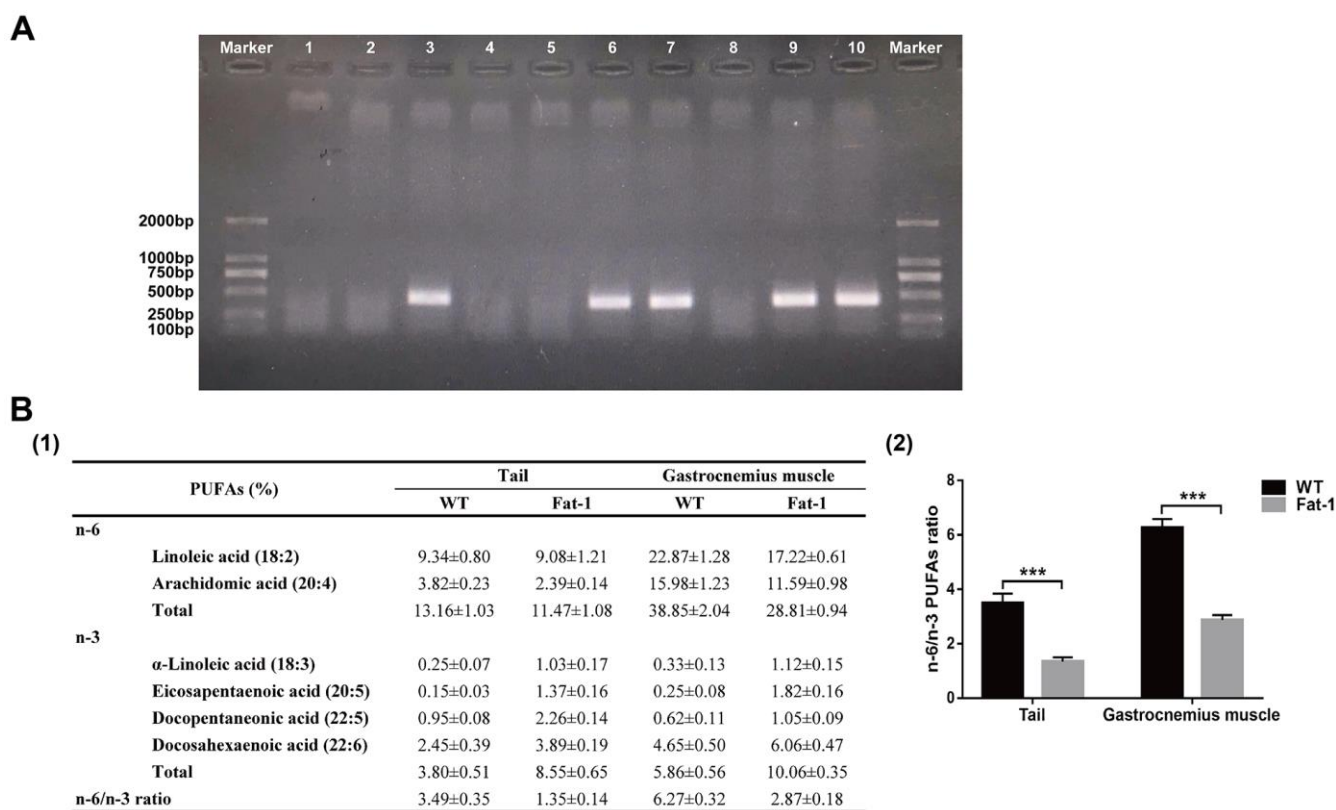 A
Marker 1 2 3 4 5 6 7 8 9 10 Marker
2000bp
1000bp
750bp
500bp
250bp
100bp
B
(1)
PUFAs (%) Tail Gastrocnemius muscle
WT Fat-1 WT Fat-1
n-6
Linoleic acid (18:2) 9.34±0.80 9.08±1.21 22.87±1.28 17.22±0.61
Arachidomic acid (20:4) 3.82±0.23 2.39±0.14 15.98±1.23 11.59±0.98
Total 13.16±1.03 11.47±1.08 38.85±2.04 28.81±0.94
n-3
α-Linoleic acid (18:3) 0.25±0.07 1.03±0.17 0.33±0.13 1.12±0.15
Eicosapentaenoic acid (20:5) 0.15±0.03 1.37±0.16 0.25±0.08 1.82±0.16
Docopentaneonic acid (22:5) 0.95±0.08 2.26±0.14 0.62±0.11 1.05±0.09
Docosahexaenoic acid (22:6) 2.45±0.39 3.89±0.19 4.65±0.50 6.06±0.47
Total 3.80±0.51 8.55±0.65 5.86±0.56 10.06±0.35
n-6/n-3 ratio 3.49±0.35 1.35±0.14 6.27±0.32 2.87±0.18
(2)
n-6/n-3 PUFAs ratio
8
6
4
2
0
*** ***
Tail Gastrocnemius muscle
WT
Fat-1